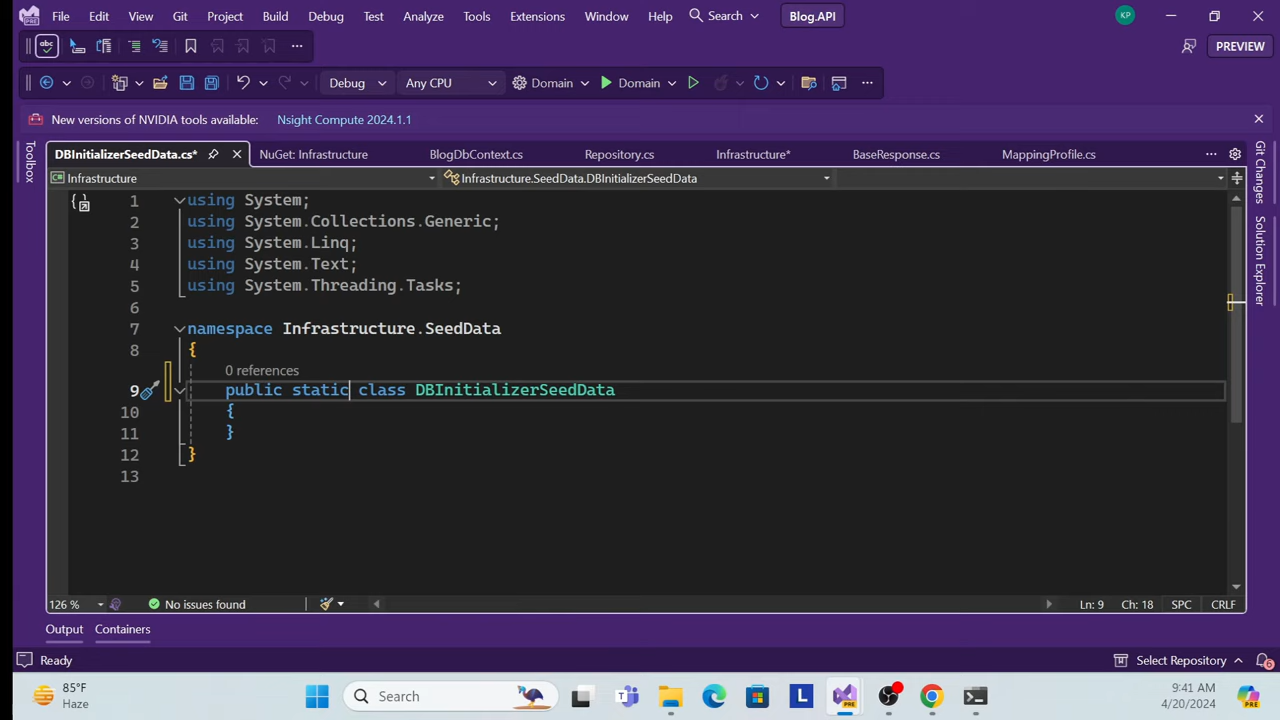 File Edit View Git Project Build Debug Test Analyze Tools Extensions Window Help Search Blog.API KP
abc PREVIEW
Debug Any CPU Domain Domain
New versions of NVIDIA tools available: Nsight Compute 2024.1.1
Toolbox
DBInitializerSeedData.cs* NuGet: Infrastructure BlogDbContext.cs Repository.cs Infrastructure* BaseResponse.cs MappingProfile.cs
Git Changes
Solution Explorer
Infrastructure Infrastructure.SeedData.DBInitializerSeedData
1 using System;
2 using System.Collections.Generic;
3 using System.Linq;
4 using System.Text;
5 using System.Threading.Tasks;
6
7 namespace Infrastructure.SeedData
8 {
0 references
9 public static class DBInitializerSeedData
10 {
11 }
12 }
13
126 % No issues found Ln: 9 Ch: 18 SPC CRLF
Output Containers
Ready Select Repository 6
85°F
Haze
Search
PRE
9:41 AM
4/20/2024
PRE